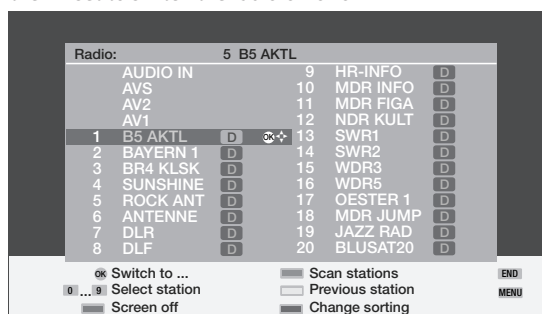 Radio: 5 B5 AKTL
AUDIO IN 9 HR-INFO D
AVS 10 MDR INFO D
AV2 11 MDR FIGA D
AV1 12 NDR KULT D
1 B5 AKTL D OK 13 SWR1 D
2 BAYERN 1 D 14 SWR2 D
3 BR4 KLSK D 15 WDR3 D
4 SUNSHINE D 16 WDR5 D
5 ROCK ANT D 17 OESTER 1 D
6 ANTENNE D 18 MDR JUMP D
7 DLR D 19 JAZZ RAD D
8 DLF D 20 BLUSAT20 D
OK Switch to ... Scan stations END
0 ... 9 Select station Previous station MENU
Screen off Change sorting